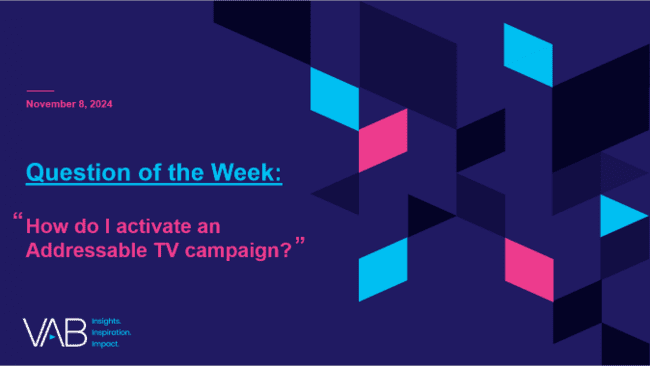 November 8, 2024
Question of the Week:
“How do I activate an
Addressable TV campaign?”
VAB
Insights.
Inspiration.
Impact.